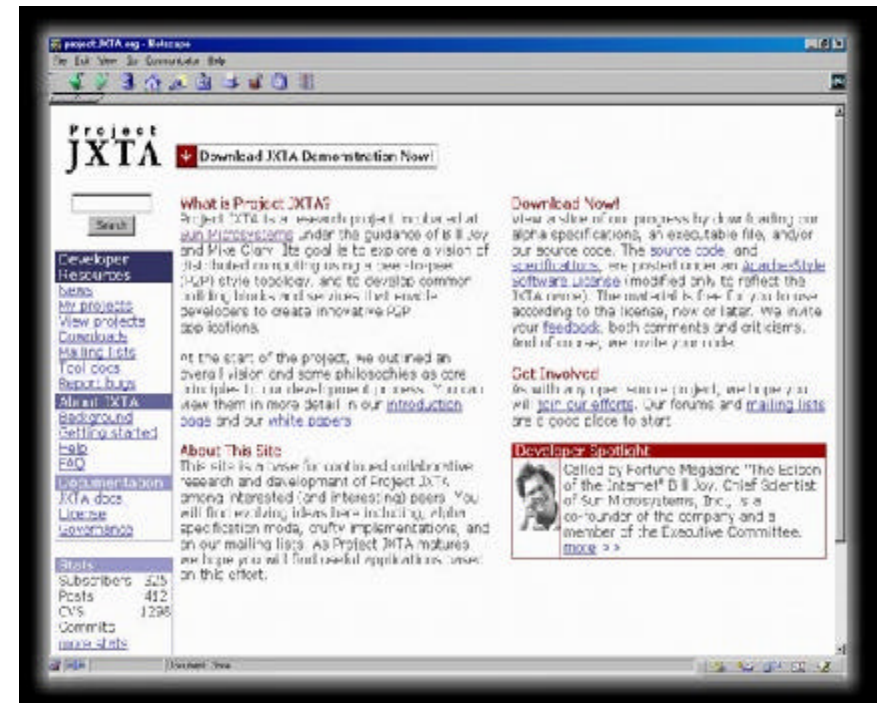 project.JXTA.org - Netscape
File Edit View Go Communicator Help
Project
JXTA
Download JXTA Demonstration Now!
Search
Developer
Resources
News
My projects
View projects
Downloads
Mailing lists
Tool docs
Report bugs
About JXTA
Background
Getting started
Help
FAQ
Documentation
JXTA docs
License
Governance
Stats
Subscribers 325
Posts 412
CVS 1298
Commits
more stats
What is Project JXTA?
Project JXTA is a research project incubated at
Sun Microsystems under the guidance of Bill Joy
and Mike Clary. Its goal is to explore a vision of
distributed computing using a peer-to-peer
(P2P) style topology, and to develop common
building blocks and services that enable
developers to create innovative P2P
applications.
At the start of the project, we outlined an
overall vision and some philosophies as core
principles to our development process. You can
view them in more detail in our introduction
page and our white papers
About This Site
This site is a base for continued collaborative
research and development of Project JXTA
among interested (and interesting) peers. You
will find evolving ideas here including, alpha
specification mode, crufty implementations, and
on our mailing lists. As Project JXTA matures
we hope you will find useful applications based
on this effort.
Download Now!
View a slice of our progress by downloading our
alpha specifications, an executable file, and/or
our source code. The source code, and
specifications, are posted under an Apache-Style
Software License (modified only to reflect the
JXTA name). The material is free for you to use
according to the license, now or later. We invite
your feedback, both comments and criticisms.
And of course, we invite your code.
Get Involved
As with any open source project, we hope you
will join our efforts. Our forums and mailing lists
are a good place to start
Developer Spotlight
Called by Fortune Magazine "The Edison
of the Internet" Bill Joy, Chief Scientist
of Sun Microsystems, Inc., is a
co-founder of the company and a
member of the Executive Committee.
more >>
Document: Done